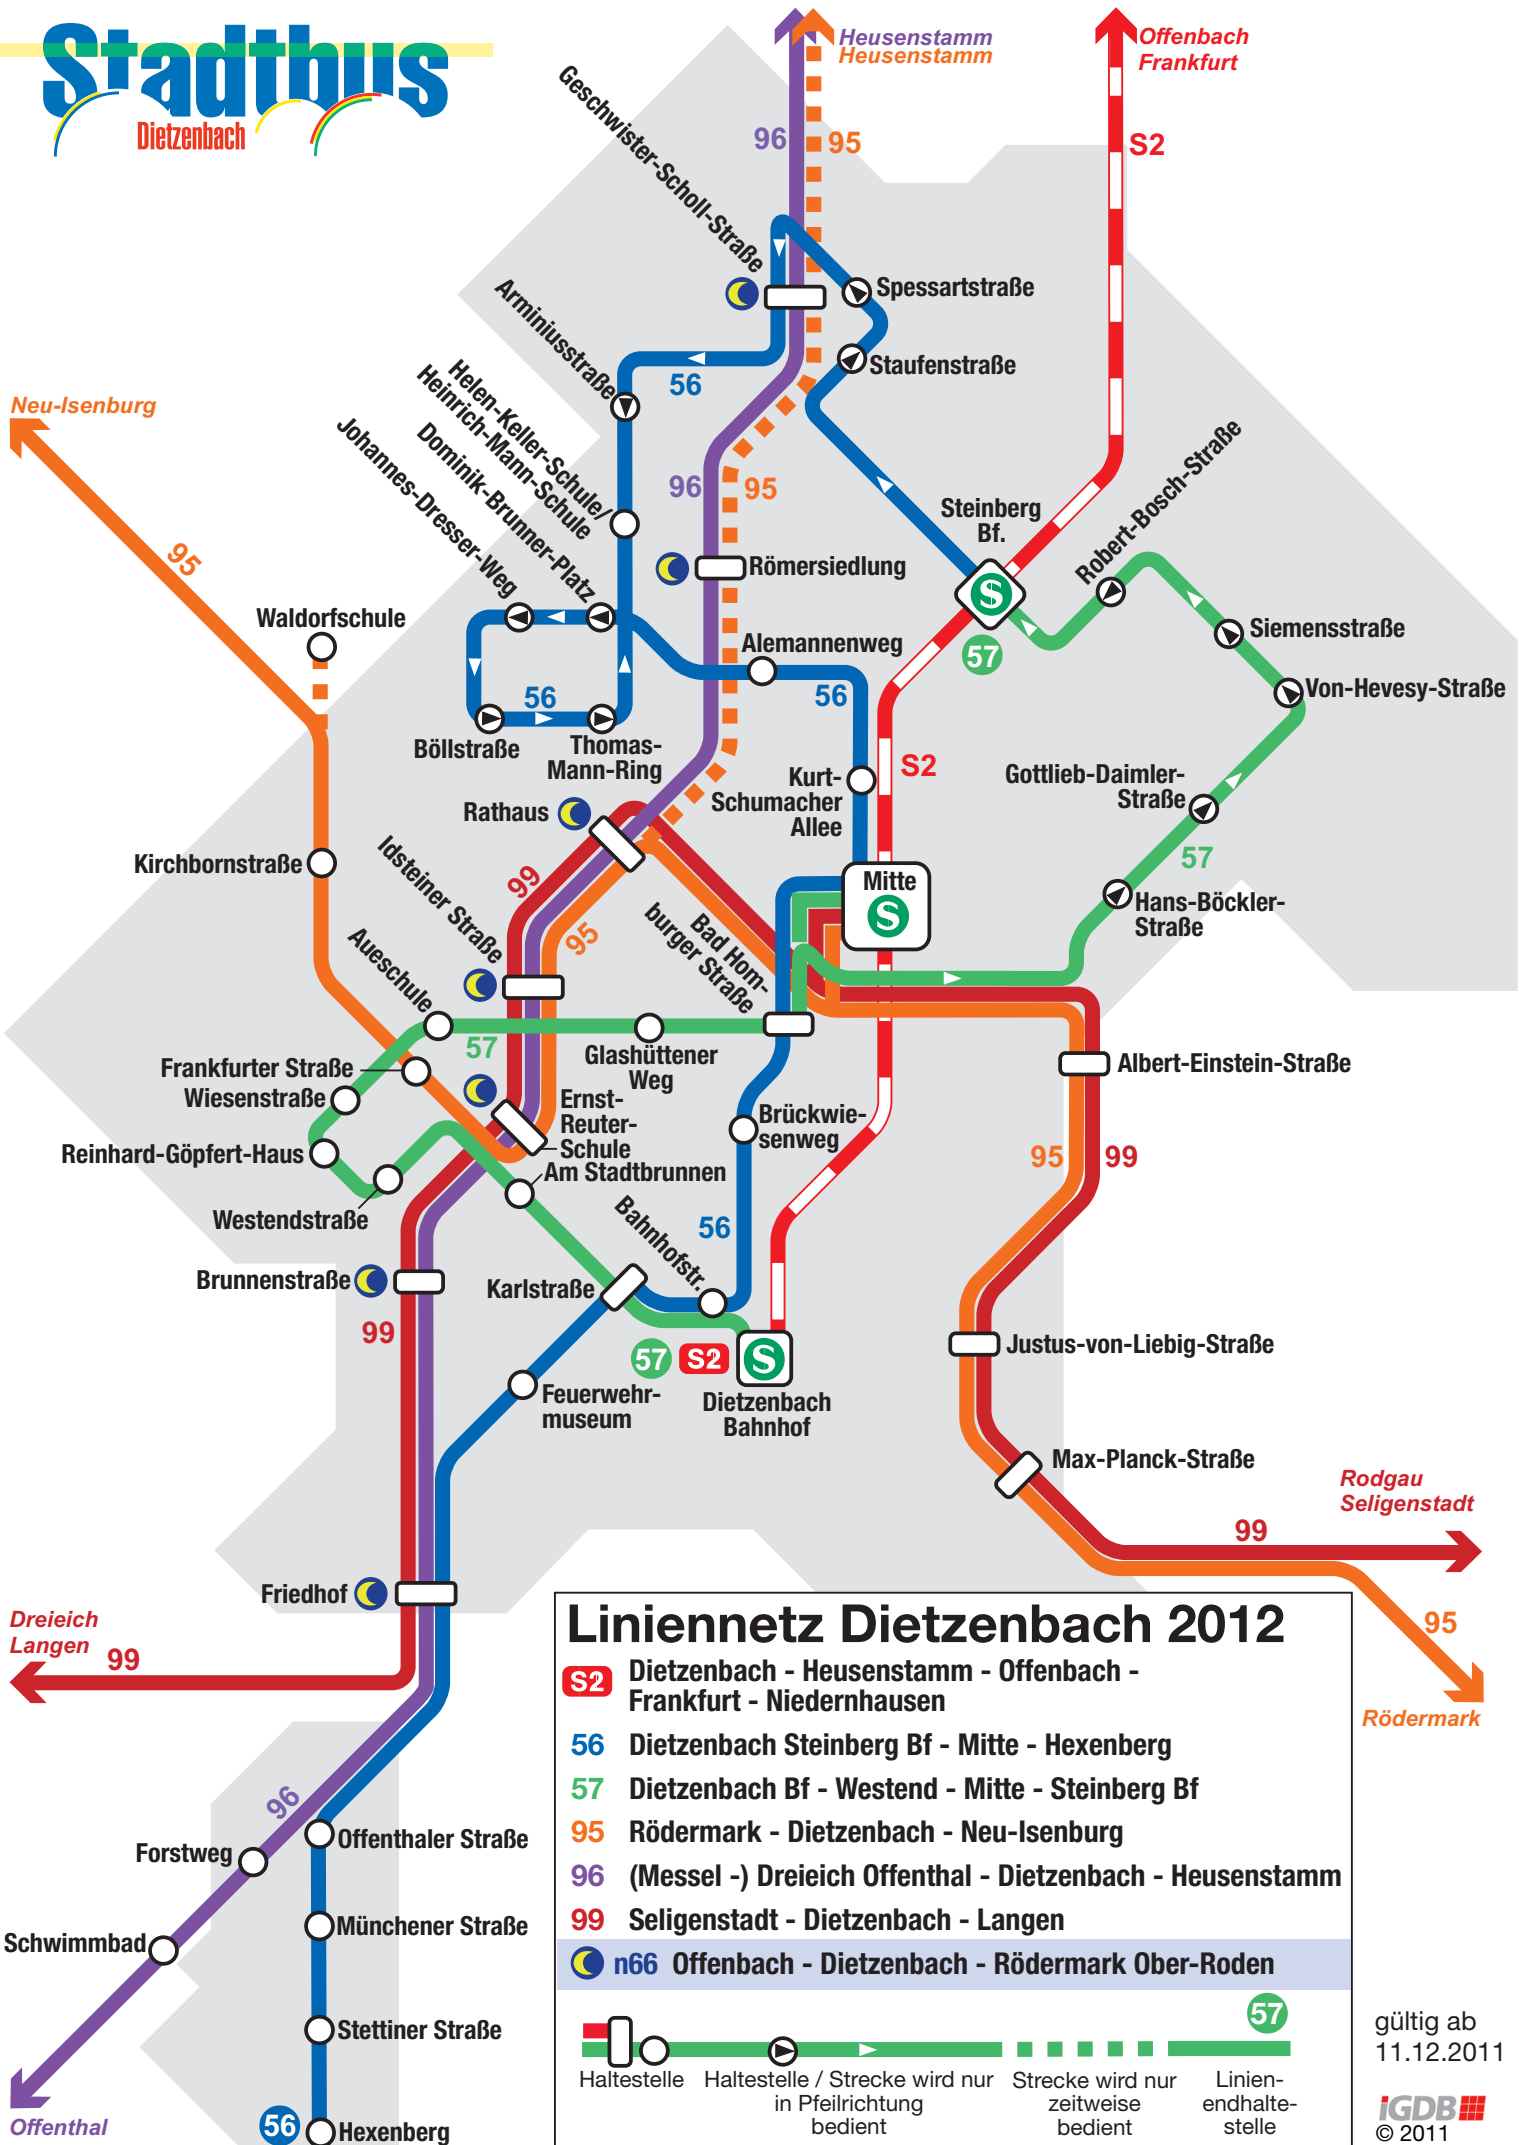 Stadtbus
Dietzenbach
Heusenstamm
Heusenstamm
Offenbach
Frankfurt
96
95
S2
Geschwister-Scholl-Straße
Spessartstraße
Staufenstraße
Arminiusstraße
56
Helen-Keller-Schule/
Heinrich-Mann-Schule
Dominik-Brunner-Platz
Johannes-Dresser-Weg
Neu-Isenburg
95
96
95
Steinberg
Bf.
S
57
Robert-Bosch-Straße
Römersiedlung
Waldorfschule
Alemannenweg
56
Siemensstraße
Von-Hevesy-Straße
56
Böllstraße
Thomas-
Mann-Ring
S2
Kurt-
Schumacher
Allee
Gottlieb-Daimler-
Straße
57
Rathaus
Kirchbornstraße
Idsteiner Straße
99
95
Mitte
S
Hans-Böckler-
Straße
Bad Hom-
burger Straße
Aueschule
57
Glashüttener
Weg
Frankfurter Straße
Wiesenstraße
Albert-Einstein-Straße
Ernst-
Reuter-
Schule
Brückwie-
senweg
Reinhard-Göpfert-Haus
Am Stadtbrunnen
95
99
Westendstraße
Bahnhofstr.
56
Brunnenstraße
Karlstraße
99
57
S2
S
Dietzenbach
Bahnhof
Justus-von-Liebig-Straße
Feuerwehr-
museum
Max-Planck-Straße
Rodgau
Seligenstadt
99
Friedhof
Dreieich
Langen
99
95
Rödermark
96
Forstweg
Offenthaler Straße
Münchener Straße
Schwimmbad
Stettiner Straße
Offenthal
56
Hexenberg
Liniennetz Dietzenbach 2012
S2 Dietzenbach - Heusenstamm - Offenbach -
Frankfurt - Niedernhausen
56 Dietzenbach Steinberg Bf - Mitte - Hexenberg
57 Dietzenbach Bf - Westend - Mitte - Steinberg Bf
95 Rödermark - Dietzenbach - Neu-Isenburg
96 (Messel -) Dreieich Offenthal - Dietzenbach - Heusenstamm
99 Seligenstadt - Dietzenbach - Langen
n66 Offenbach - Dietzenbach - Rödermark Ober-Roden
57
Haltestelle
Haltestelle / Strecke wird nur
in Pfeilrichtung
bedient
Strecke wird nur
zeitweise
bedient
Linien-
endhalte-
stelle
gültig ab
11.12.2011
iGDB
© 2011